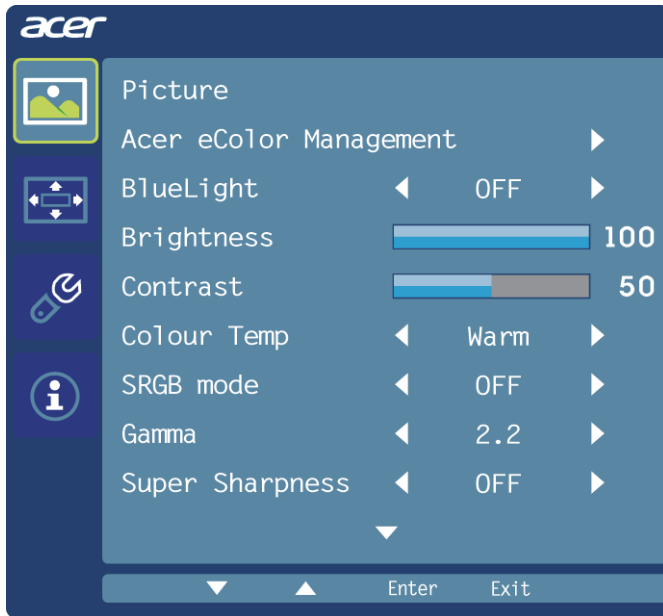 acer
Picture
Acer eColor Management
BlueLight OFF
Brightness 100
Contrast 50
Colour Temp Warm
SRGB mode OFF
Gamma 2.2
Super Sharpness OFF
Enter Exit